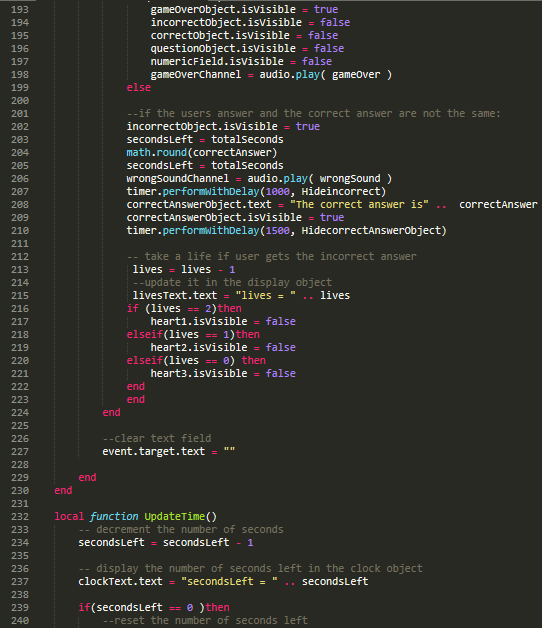 193 gameOverObject.isVisible = true
194 incorrectObject.isVisible = false
195 correctObject.isVisible = false
196 questionObject.isVisible = false
197 numericField.isVisible = false
198 gameOverChannel = audio.play( gameOver )
199 else
200
201 --if the users answer and the correct answer are not the same:
202 incorrectObject.isVisible = true
203 secondsLeft = totalSeconds
204 math.round(correctAnswer)
205 secondsLeft = totalSeconds
206 wrongSoundChannel = audio.play( wrongSound )
207 timer.performWithDelay(1000, Hideincorrect)
208 correctAnswerObject.text = "The correct answer is" ..  correctAnswer
209 correctAnswerObject.isVisible = true
210 timer.performWithDelay(1500, HidecorrectAnswerObject)
211
212 -- take a life if user gets the incorrect answer
213 lives = lives - 1
214 --update it in the display object
215 livesText.text = "lives = " .. lives
216 if (lives == 2)then
217 heart1.isVisible = false
218 elseif(lives == 1)then
219 heart2.isVisible = false
220 elseif(lives == 0) then
221 heart3.isVisible = false
222 end
223 end
224 end
225
226 --clear text field
227 event.target.text = ""
228
229 end
230 end
231
232 local function UpdateTime()
233 -- decrement the number of seconds
234 secondsLeft = secondsLeft - 1
235
236 -- display the number of seconds left in the clock object
237 clockText.text = "secondsLeft = " .. secondsLeft
238
239 if(secondsLeft == 0 )then
240 --reset the number of seconds left